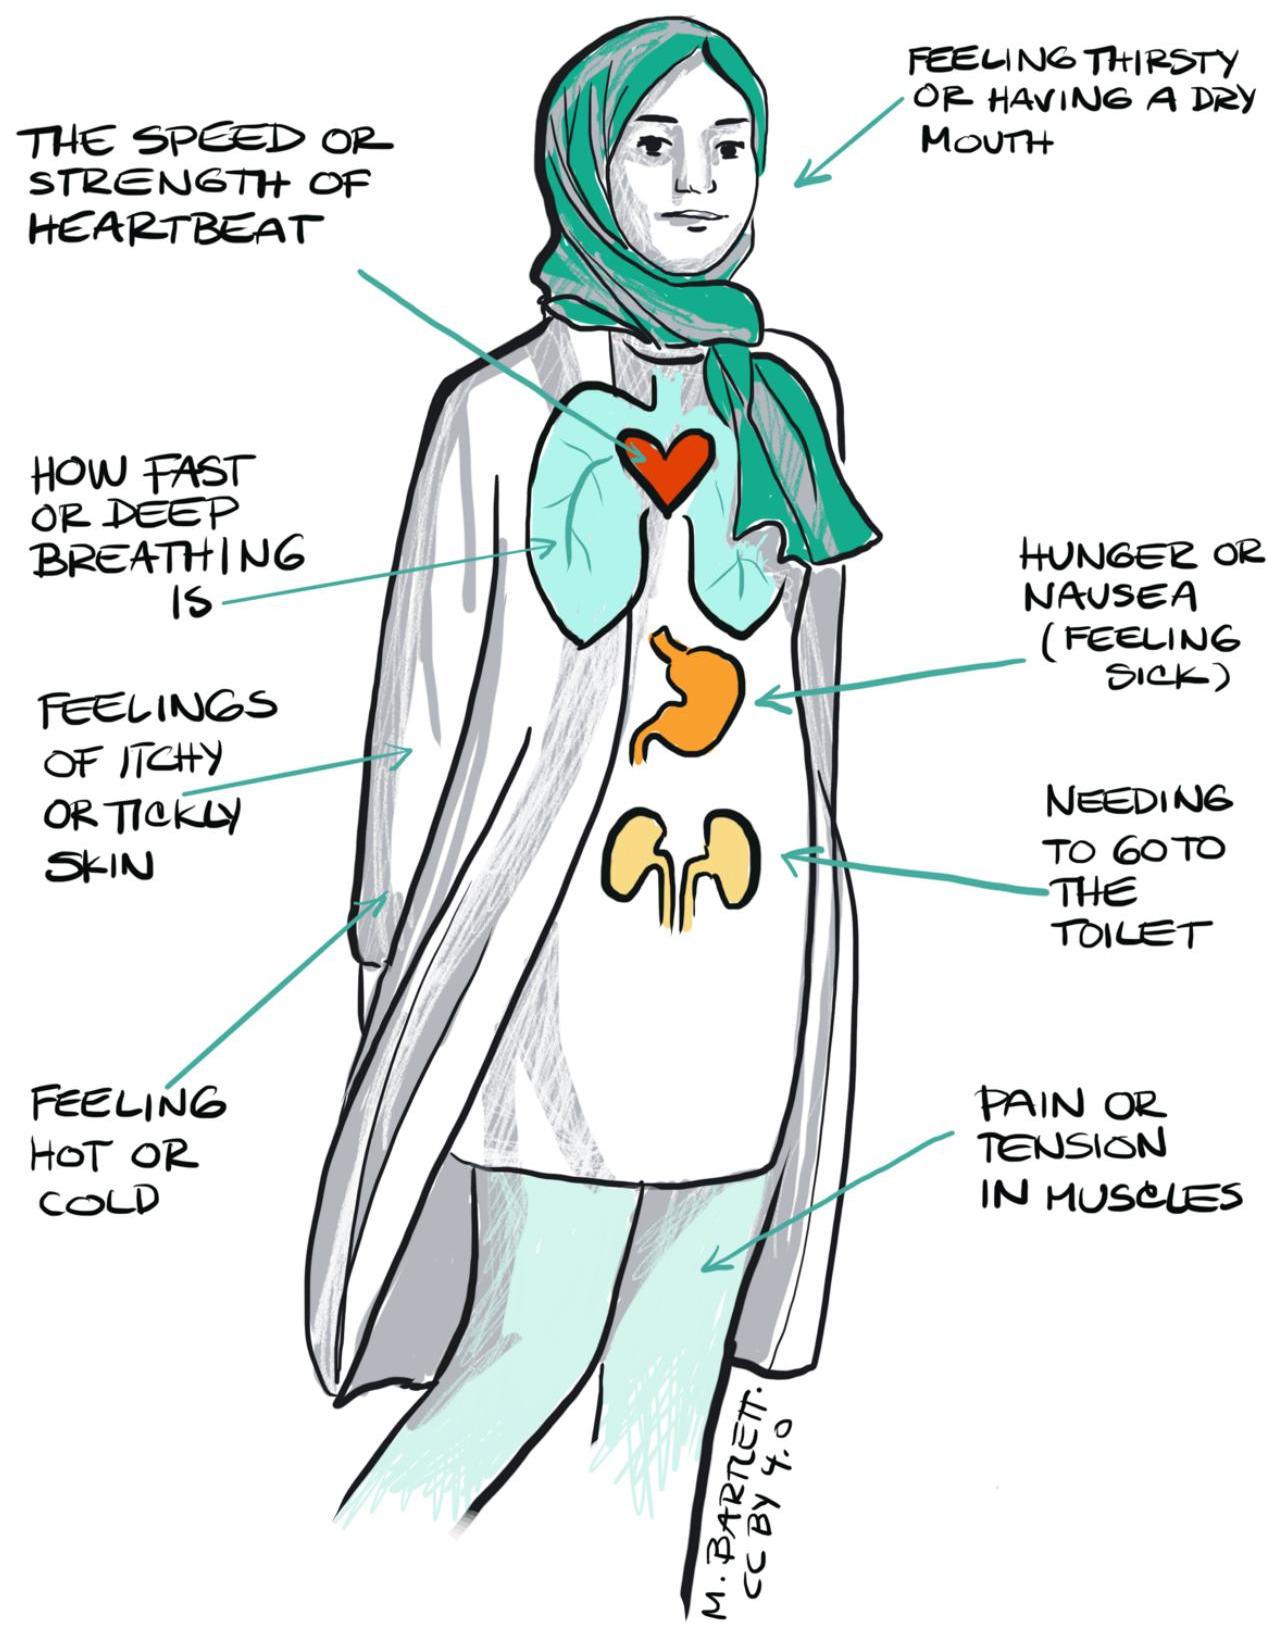 FEELING THIRSTY
OR HAVING A DRY
MOUTH
THE SPEED OR
STRENGTH OF
HEARTBEAT
HOW FAST
OR DEEP
BREATHING
IS
HUNGER OR
NAUSEA
(FEELING
SICK)
FEELINGS
OF ITCHY
OR TICKLY
SKIN
NEEDING
TO GO TO
THE
TOILET
FEELING
HOT OR
COLD
PAIN OR
TENSION
IN MUSCLES
M. BARTLETT.
CC BY 4.0